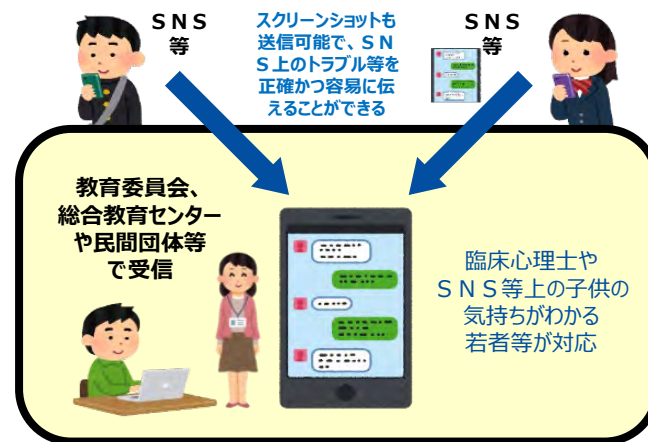 ＳＮＳ
等
スクリーンショットも
送信可能で、ＳＮ
Ｓ上のトラブル等を
正確かつ容易に伝
えることができる
ＳＮＳ
等
教育委員会、
総合教育センター
や民間団体等
で受信
臨床心理士や
ＳＮＳ等上の子供の
気持ちがわかる
若者等が対応